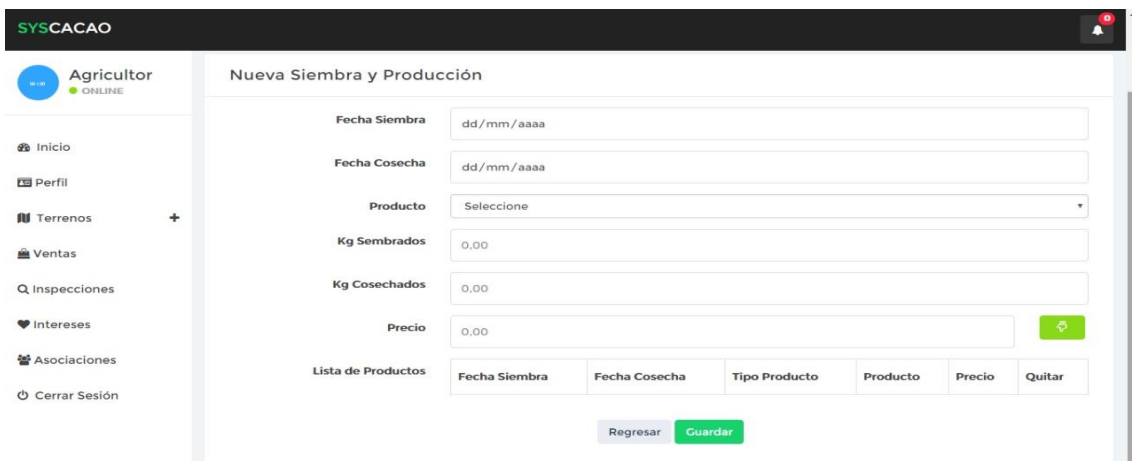 SYSCACAO
0
Agricultor
ONLINE
Inicio
Perfil
Terrenos
Ventas
Inspecciones
Intereses
Asociaciones
Cerrar Sesión
Nueva Siembra y Producción
Fecha Siembra dd/mm/aaaa
Fecha Cosecha dd/mm/aaaa
Producto Seleccione
Kg Sembrados 0,00
Kg Cosechados 0,00
Precio 0,00
Lista de Productos Fecha Siembra Fecha Cosecha Tipo Producto Producto Precio Quitar
Regresar Guardar